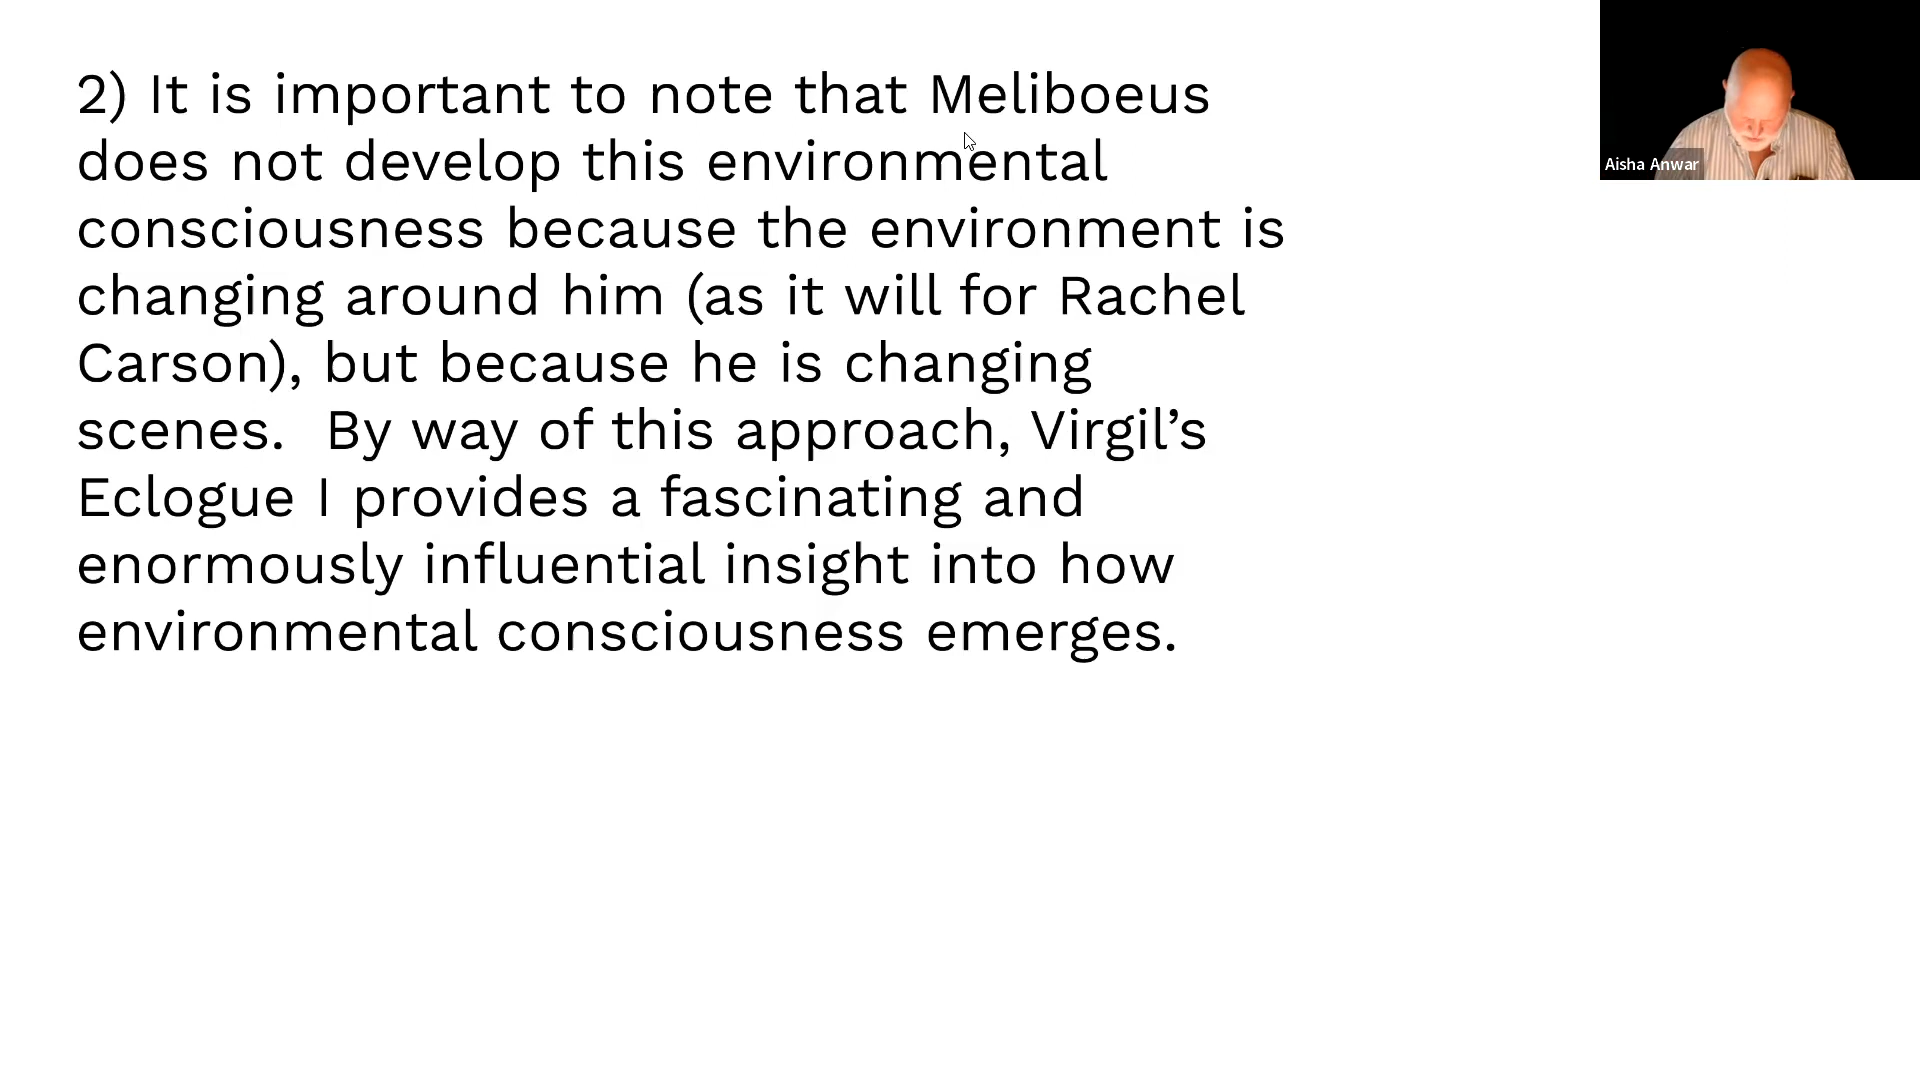 2) It is important to note that Meliboeus
does not develop this environmental
consciousness because the environment is
changing around him (as it will for Rachel
Carson), but because he is changing
scenes.  By way of this approach, Virgil’s
Eclogue I provides a fascinating and
enormously influential insight into how
environmental consciousness emerges.
Aisha Anwar